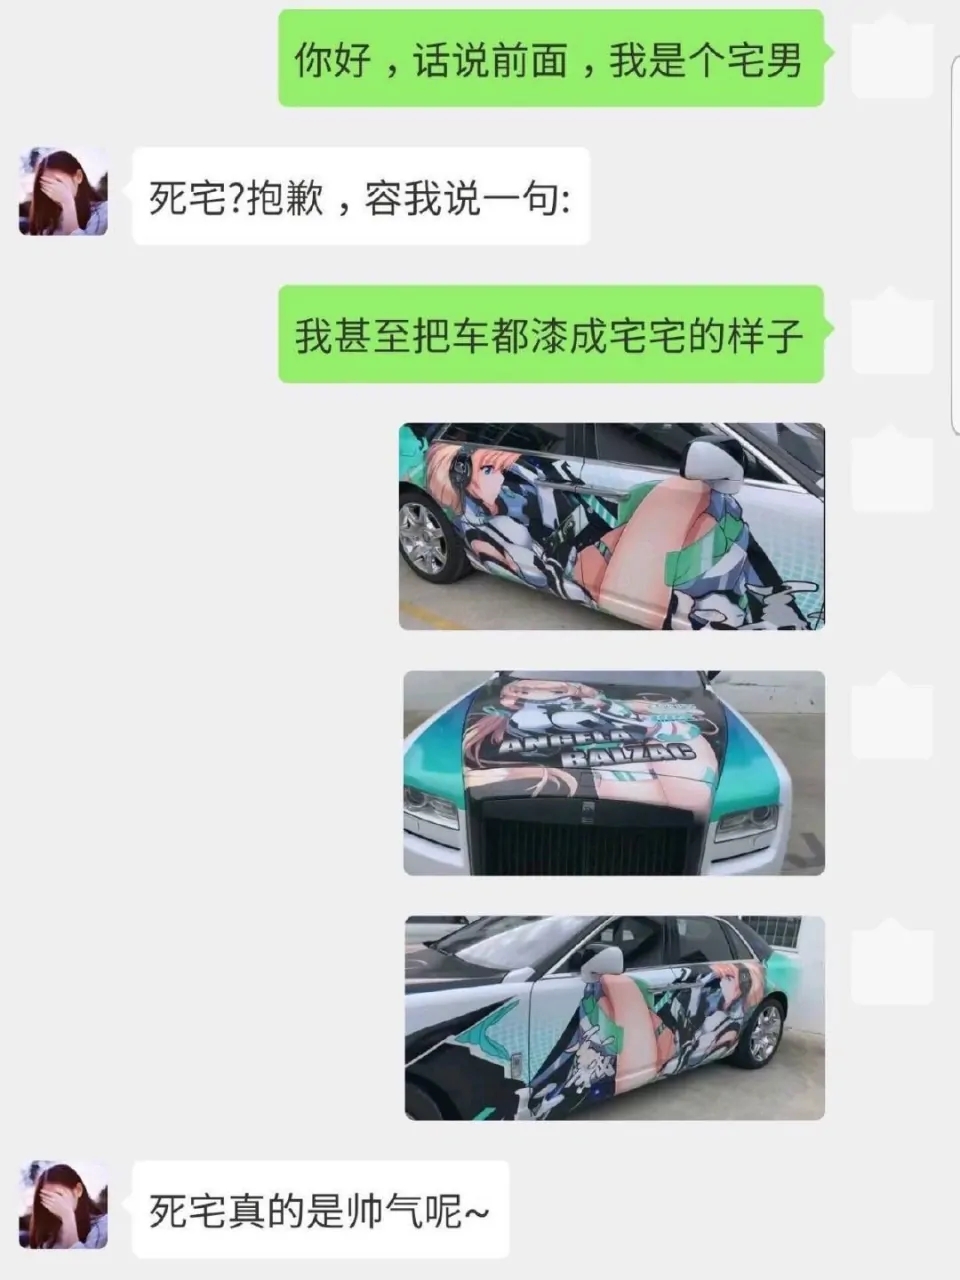 你好，话说前面，我是个宅男
死宅?抱歉，容我说一句:
我甚至把车都漆成宅宅的样子
ANGELA
BALZAC
死宅真的是帅气呢~